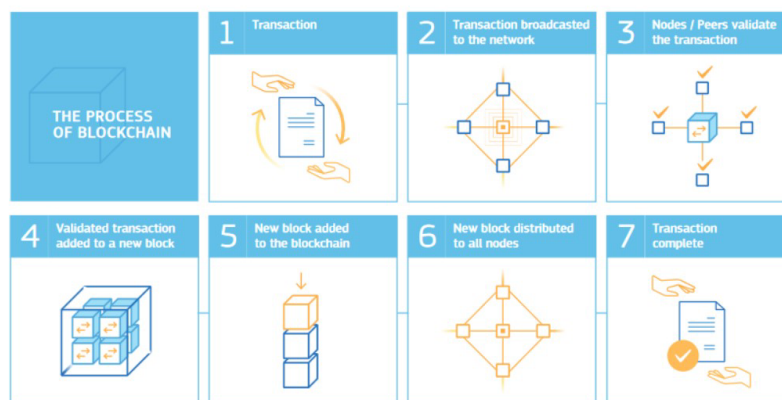 THE PROCESS
OF BLOCKCHAIN
1 Transaction
2 Transaction broadcasted
to the network
3 Nodes / Peers validate
the transaction
4 Validated transaction
added to a new block
5 New block added
to the blockchain
6 New block distributed
to all nodes
7 Transaction
complete